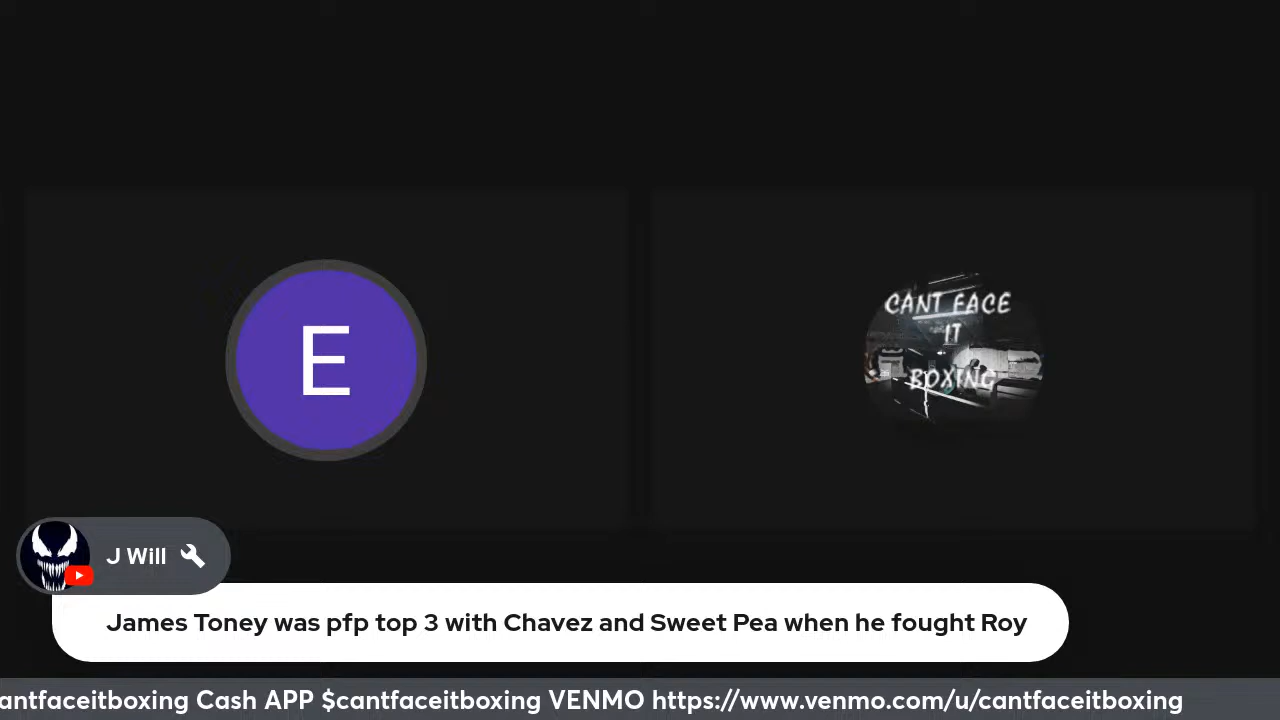 E
CANT FACE
IT
BOXING
J Will
James Toney was pfp top 3 with Chavez and Sweet Pea when he fought Roy
antfaceitboxing Cash APP $cantfaceitboxing VENMO https://www.venmo.com/u/cantfaceitboxing